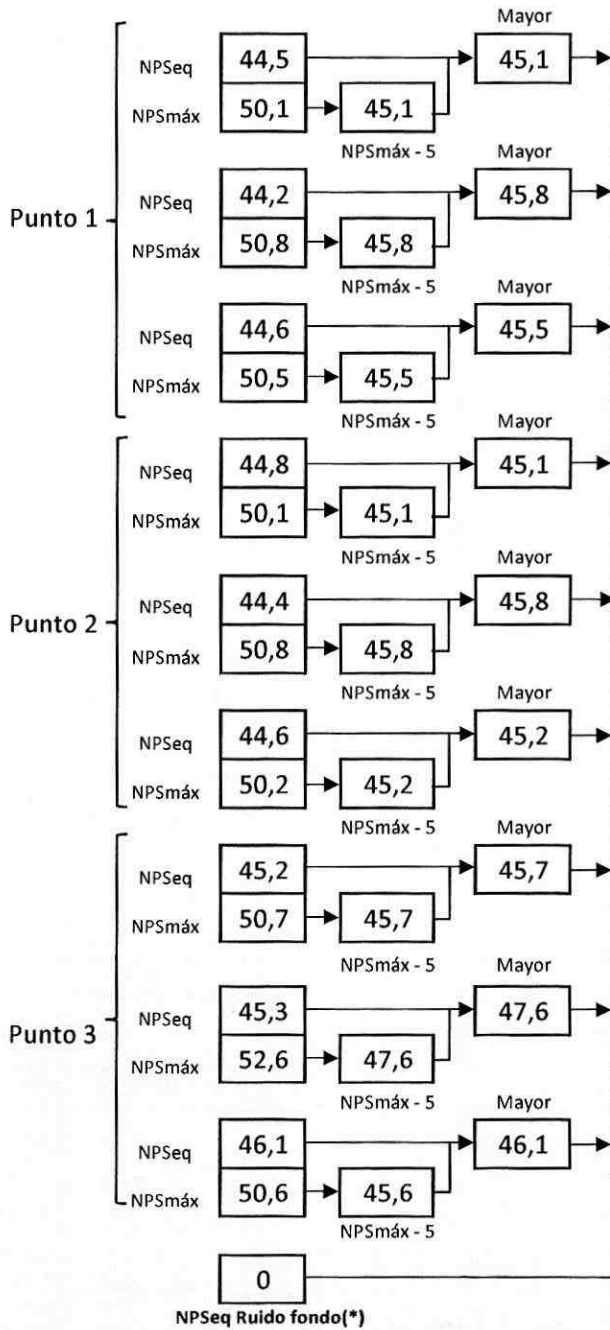 Mayor
NPSeq 44,5 45,1
NPSmáx 50,1 45,1
NPSmáx - 5
Mayor
NPSeq 44,2 45,8
Punto 1
NPSmáx 50,8 45,8
NPSmáx - 5
Mayor
NPSeq 44,6 45,5
NPSmáx 50,5 45,5
NPSmáx - 5
Mayor
NPSeq 44,8 45,1
NPSmáx 50,1 45,1
NPSmáx - 5
Mayor
NPSeq 44,4 45,8
Punto 2
NPSmáx 50,8 45,8
NPSmáx - 5
Mayor
NPSeq 44,6 45,2
NPSmáx 50,2 45,2
NPSmáx - 5
Mayor
NPSeq 45,2 45,7
NPSmáx 50,7 45,7
NPSmáx - 5
Mayor
NPSeq 45,3 47,6
Punto 3
NPSmáx 52,6 47,6
NPSmáx - 5
Mayor
NPSeq 46,1 46,1
NPSmáx 50,6 45,6
NPSmáx - 5
0
NPSeq Ruido fondo(*)